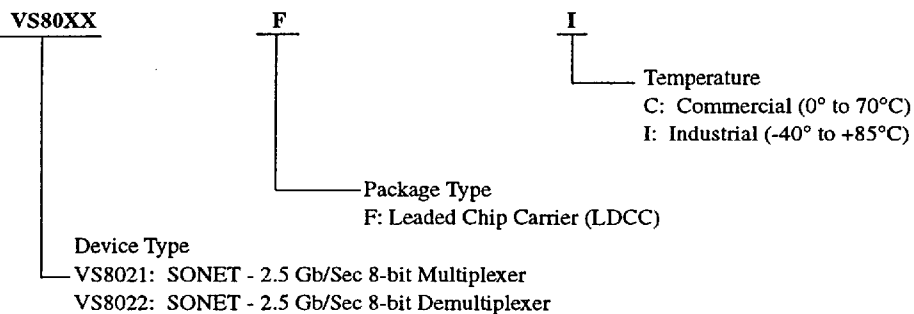 VS80XX F I
Temperature
C: Commercial (0° to 70°C)
I: Industrial (-40° to +85°C)
Package Type
F: Leaded Chip Carrier (LDCC)
Device Type
VS8021: SONET - 2.5 Gb/Sec 8-bit Multiplexer
VS8022: SONET - 2.5 Gb/Sec 8-bit Demultiplexer